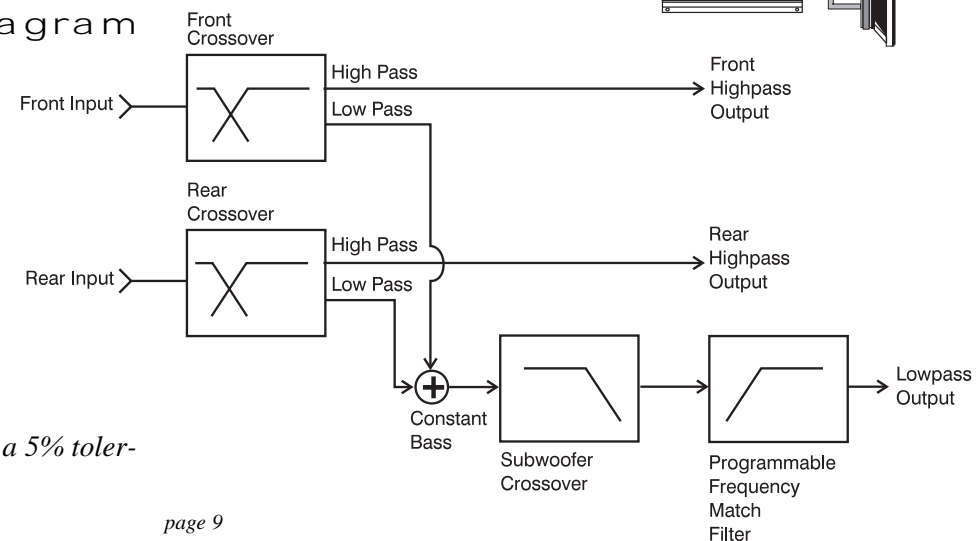 agram
Front
Crossover
High Pass
Low Pass
Front Input
Front
Highpass
Output
Rear
Crossover
High Pass
Low Pass
Rear Input
Rear
Highpass
Output
Constant
Bass
Subwoofer
Crossover
Programmable
Frequency
Match
Filter
Lowpass
Output
a 5% toler-
page 9